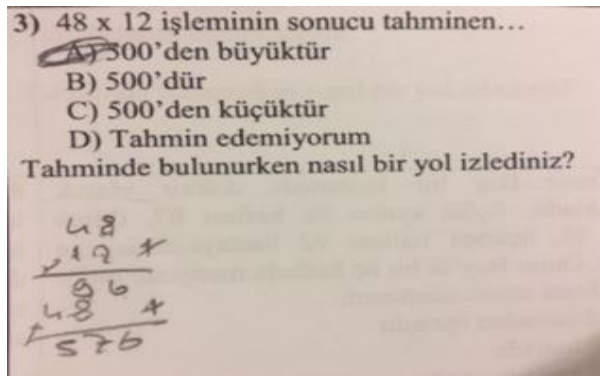 3) 48 x 12 işleminin sonucu tahminen...
A) 500'den büyüktür
B) 500'dür
C) 500'den küçüktür
D) Tahmin edemiyorum
Tahminde bulunurken nasıl bir yol izlediniz?
48
x 12
96
+ 48
576